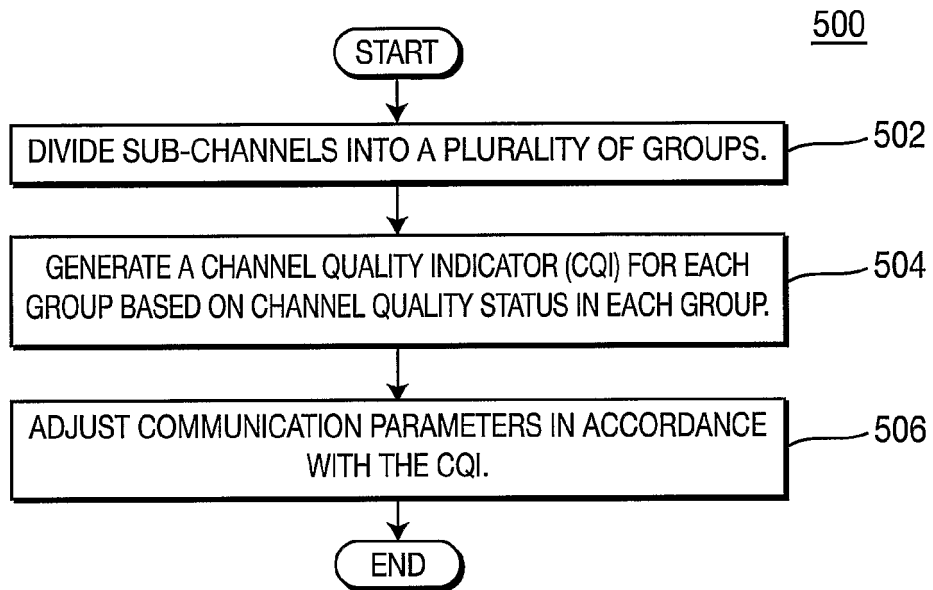 500
START
DIVIDE SUB-CHANNELS INTO A PLURALITY OF GROUPS.
502
GENERATE A CHANNEL QUALITY INDICATOR (CQI) FOR EACH
GROUP BASED ON CHANNEL QUALITY STATUS IN EACH GROUP.
504
ADJUST COMMUNICATION PARAMETERS IN ACCORDANCE
WITH THE CQI.
506
END